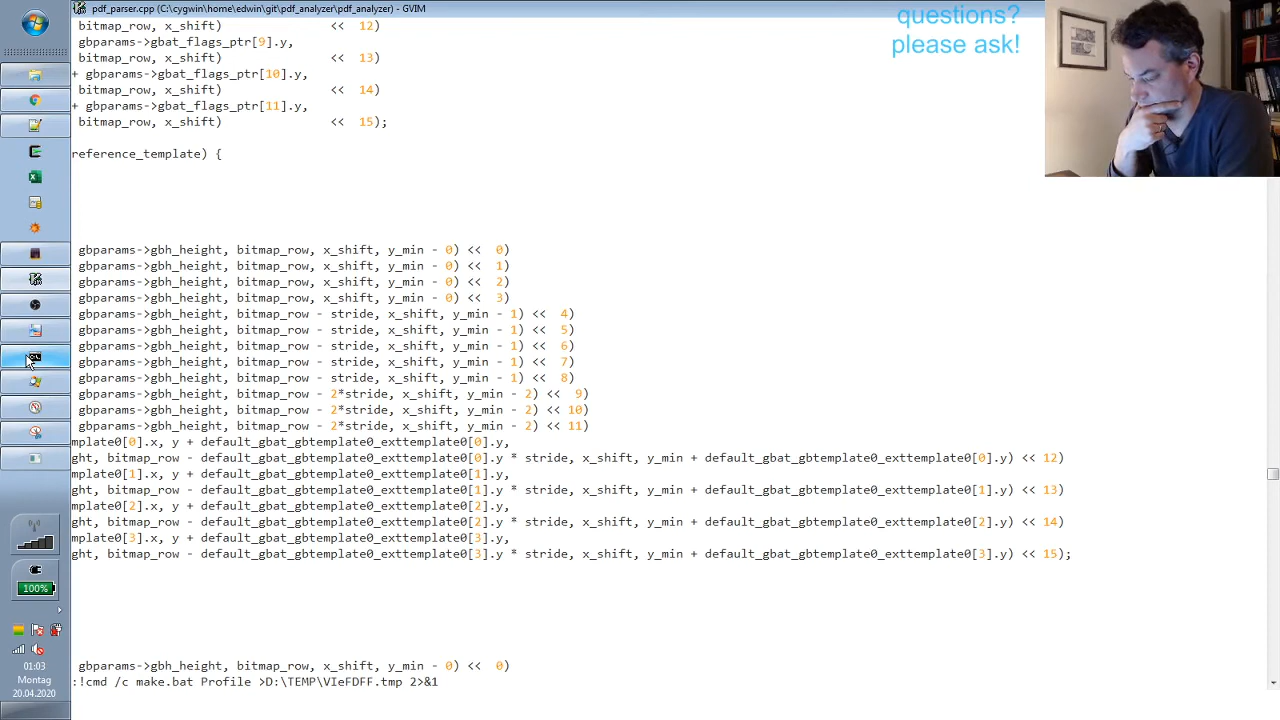 pdf_parser.cpp (C:\cygwin\home\edwin\git\pdf_analyzer\pdf_analyzer) - GVIM
questions?
please ask!
bitmap_row, x_shift) << 12)
gbparams->gbat_flags_ptr[9].y,
bitmap_row, x_shift) << 13)
+ gbparams->gbat_flags_ptr[10].y,
bitmap_row, x_shift) << 14)
+ gbparams->gbat_flags_ptr[11].y,
bitmap_row, x_shift) << 15);
reference_template) {
gbparams->gbh_height, bitmap_row, x_shift, y_min - 0) << 0)
gbparams->gbh_height, bitmap_row, x_shift, y_min - 0) << 1)
gbparams->gbh_height, bitmap_row, x_shift, y_min - 0) << 2)
gbparams->gbh_height, bitmap_row, x_shift, y_min - 0) << 3)
gbparams->gbh_height, bitmap_row - stride, x_shift, y_min - 1) << 4)
gbparams->gbh_height, bitmap_row - stride, x_shift, y_min - 1) << 5)
gbparams->gbh_height, bitmap_row - stride, x_shift, y_min - 1) << 6)
gbparams->gbh_height, bitmap_row - stride, x_shift, y_min - 1) << 7)
gbparams->gbh_height, bitmap_row - stride, x_shift, y_min - 1) << 8)
gbparams->gbh_height, bitmap_row - 2*stride, x_shift, y_min - 2) << 9)
gbparams->gbh_height, bitmap_row - 2*stride, x_shift, y_min - 2) << 10)
gbparams->gbh_height, bitmap_row - 2*stride, x_shift, y_min - 2) << 11)
mplate0[0].x, y + default_gbat_gbtemplate0_exttemplate0[0].y,
ght, bitmap_row - default_gbat_gbtemplate0_exttemplate0[0].y * stride, x_shift, y_min + default_gbat_gbtemplate0_exttemplate0[0].y) << 12)
mplate0[1].x, y + default_gbat_gbtemplate0_exttemplate0[1].y,
ght, bitmap_row - default_gbat_gbtemplate0_exttemplate0[1].y * stride, x_shift, y_min + default_gbat_gbtemplate0_exttemplate0[1].y) << 13)
mplate0[2].x, y + default_gbat_gbtemplate0_exttemplate0[2].y,
ght, bitmap_row - default_gbat_gbtemplate0_exttemplate0[2].y * stride, x_shift, y_min + default_gbat_gbtemplate0_exttemplate0[2].y) << 14)
mplate0[3].x, y + default_gbat_gbtemplate0_exttemplate0[3].y,
ght, bitmap_row - default_gbat_gbtemplate0_exttemplate0[3].y * stride, x_shift, y_min + default_gbat_gbtemplate0_exttemplate0[3].y) << 15);
gbparams->gbh_height, bitmap_row, x_shift, y_min - 0) << 0)
:!cmd /c make.bat Profile >D:\TEMP\VIeFDFF.tmp 2>&1
100%
01:03
Montag
20.04.2020